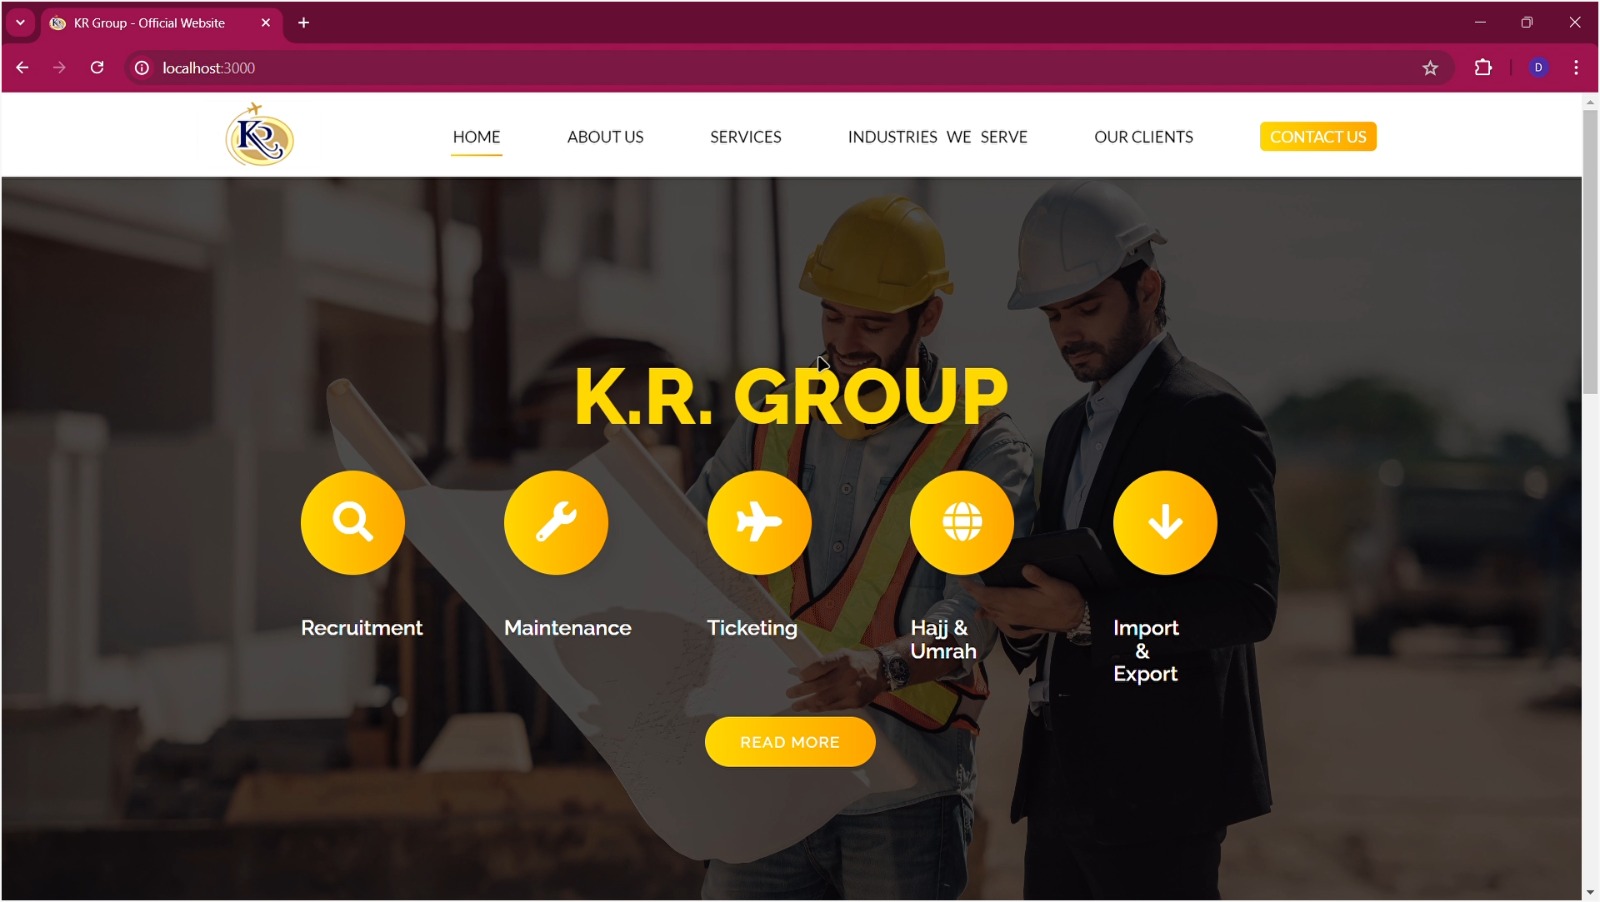 KR Group - Official Website
localhost:3000
D
KR
HOME ABOUT US SERVICES INDUSTRIES WE SERVE OUR CLIENTS CONTACT US
K.R. GROUP
Recruitment
Maintenance
Ticketing
Hajj &
Umrah
Import
&
Export
READ MORE